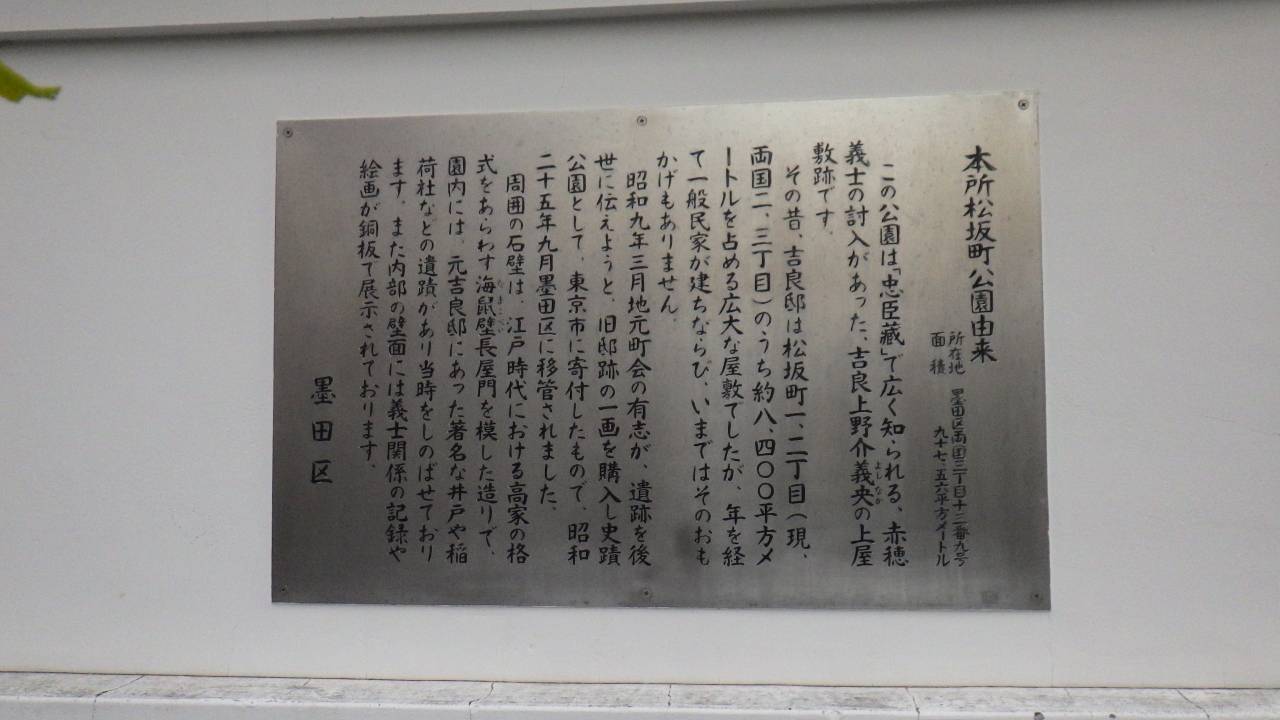 本所松坂町公園由来
所在地 墨田区両国三丁目十三番九号
面積 九十七、五六平方メートル
この公園は「忠臣蔵」で広く知られる、赤穂
義士の討入があった、吉良上野介義央の上屋
よしなか
敷跡です。
その昔、吉良邸は松坂町一、二丁目(現、
両国二、三丁目)のうち約八、四〇〇平方メ
ートルを占める広大な屋敷でしたが、年を経
て一般民家が建ちならび、いまではそのおも
かげもありません。
昭和九年三月地元町会の有志が、遺跡を後
世に伝えようと、旧邸跡の一画を購入し史蹟
公園として、東京市に寄付したもので、昭和
二十五年九月墨田区に移管されました。
周囲の石壁は、江戸時代における高家の格
式をあらわす海鼠壁長屋門を模した造りで、
なまこかべ
園内には、元吉良邸にあった著名な井戸や稲
荷社などの遺蹟があり当時をしのばせており
ます。また内部の壁面には義士関係の記録や
絵画が銅板で展示されております。
墨田区